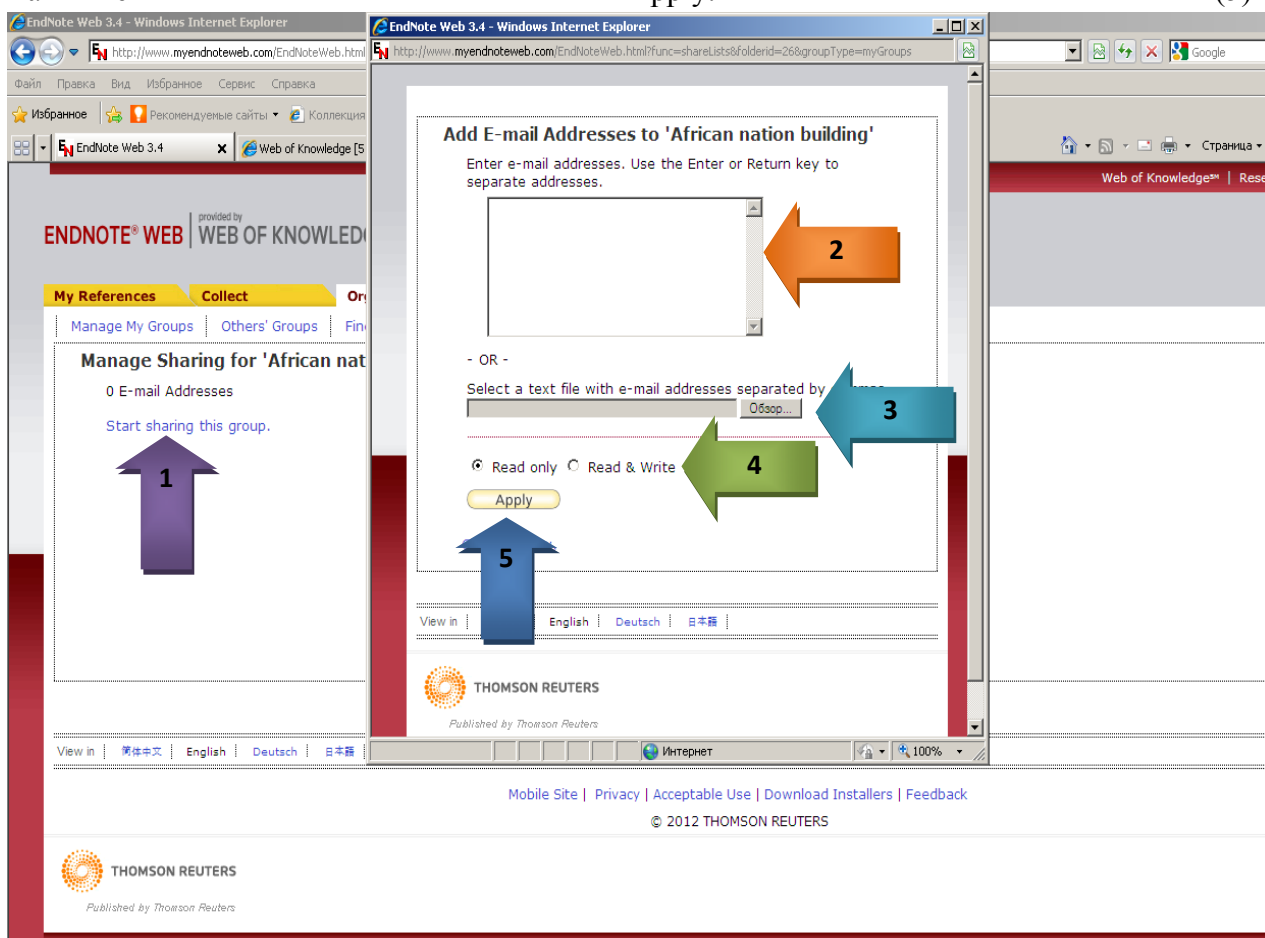 pply. (5)
EndNote Web 3.4 - Windows Internet Explorer
http://www.myendnoteweb.com/EndNoteWeb.html
Google
Файл Правка Вид Избранное Сервис Справка
Избранное Рекомендуемые сайты Коллекция
EndNote Web 3.4 x Web of Knowledge [5
Страница
Web of Knowledge℠ | Rese
ENDNOTE® WEB provided by
WEB OF KNOWLED
My References Collect Or
Manage My Groups Others' Groups Fin
Manage Sharing for 'African nat
0 E-mail Addresses
Start sharing this group.
1
View in 简体中文 English Deutsch 日本語
EndNote Web 3.4 - Windows Internet Explorer
http://www.myendnoteweb.com/EndNoteWeb.html?func=shareLists&folderid=26&groupType=myGroups
Add E-mail Addresses to 'African nation building'
Enter e-mail addresses. Use the Enter or Return key to
separate addresses.
2
- OR -
Select a text file with e-mail addresses separated by
Обзор...
3
Read only Read & Write
4
Apply
5
View in English Deutsch 日本語
THOMSON REUTERS
Published by Thomson Reuters
Интернет 100%
Mobile Site | Privacy | Acceptable Use | Download Installers | Feedback
© 2012 THOMSON REUTERS
THOMSON REUTERS
Published by Thomson Reuters